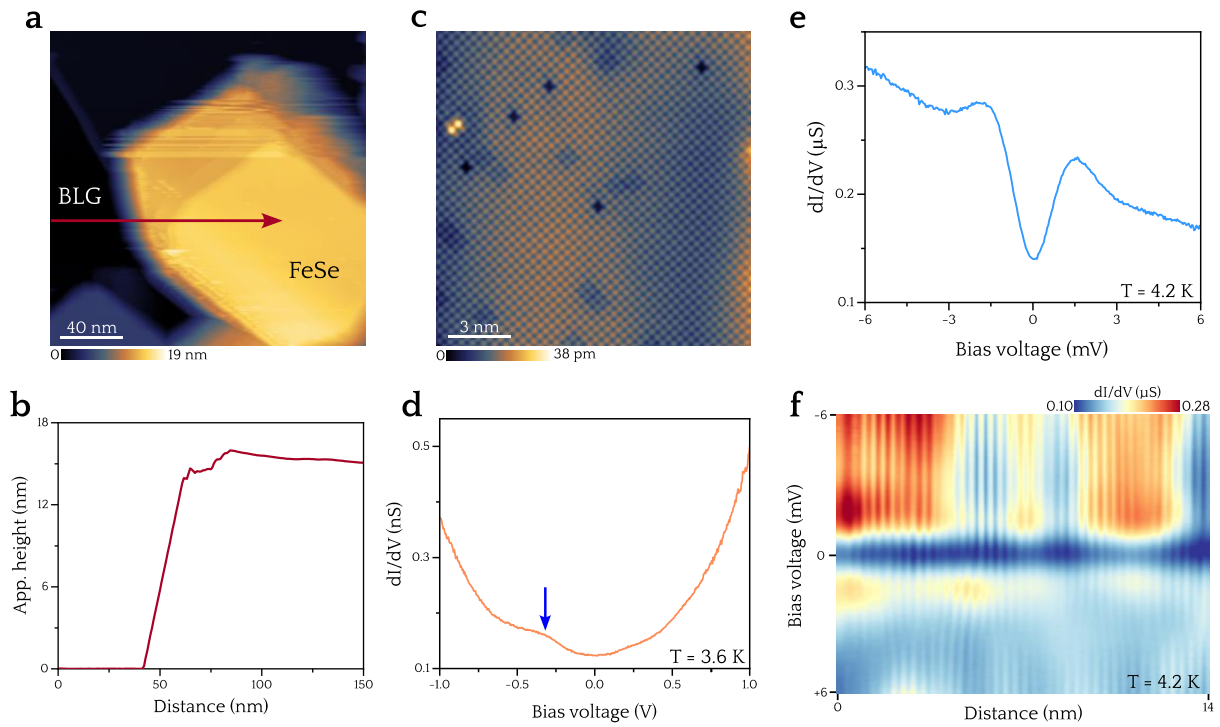 a
BLG
FeSe
40 nm
0 19 nm
b
18
12
6
0
App. height (nm)
0 50 100 150
Distance (nm)
c
3 nm
0 38 pm
d
0.5
0.3
0.1
dI/dV (nS)
T = 3.6 K
-1.0 -0.5 0.0 0.5 1.0
Bias voltage (V)
e
0.3
0.2
0.1
dI/dV (µS)
T = 4.2 K
-6 -3 0 3 6
Bias voltage (mV)
f
dI/dV (µS)
0.10 0.28
-6
0
+6
Bias voltage (mV)
T = 4.2 K
0 14
Distance (nm)